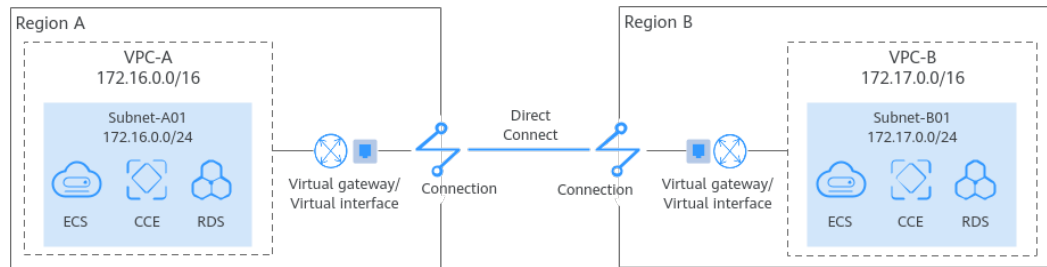 Region A
VPC-A
172.16.0.0/16
Subnet-A01
172.16.0.0/24
ECS
CCE
RDS
Virtual gateway/
Virtual interface
Connection
Direct
Connect
Region B
Connection
Virtual gateway/
Virtual interface
VPC-B
172.17.0.0/16
Subnet-B01
172.17.0.0/24
ECS
CCE
RDS